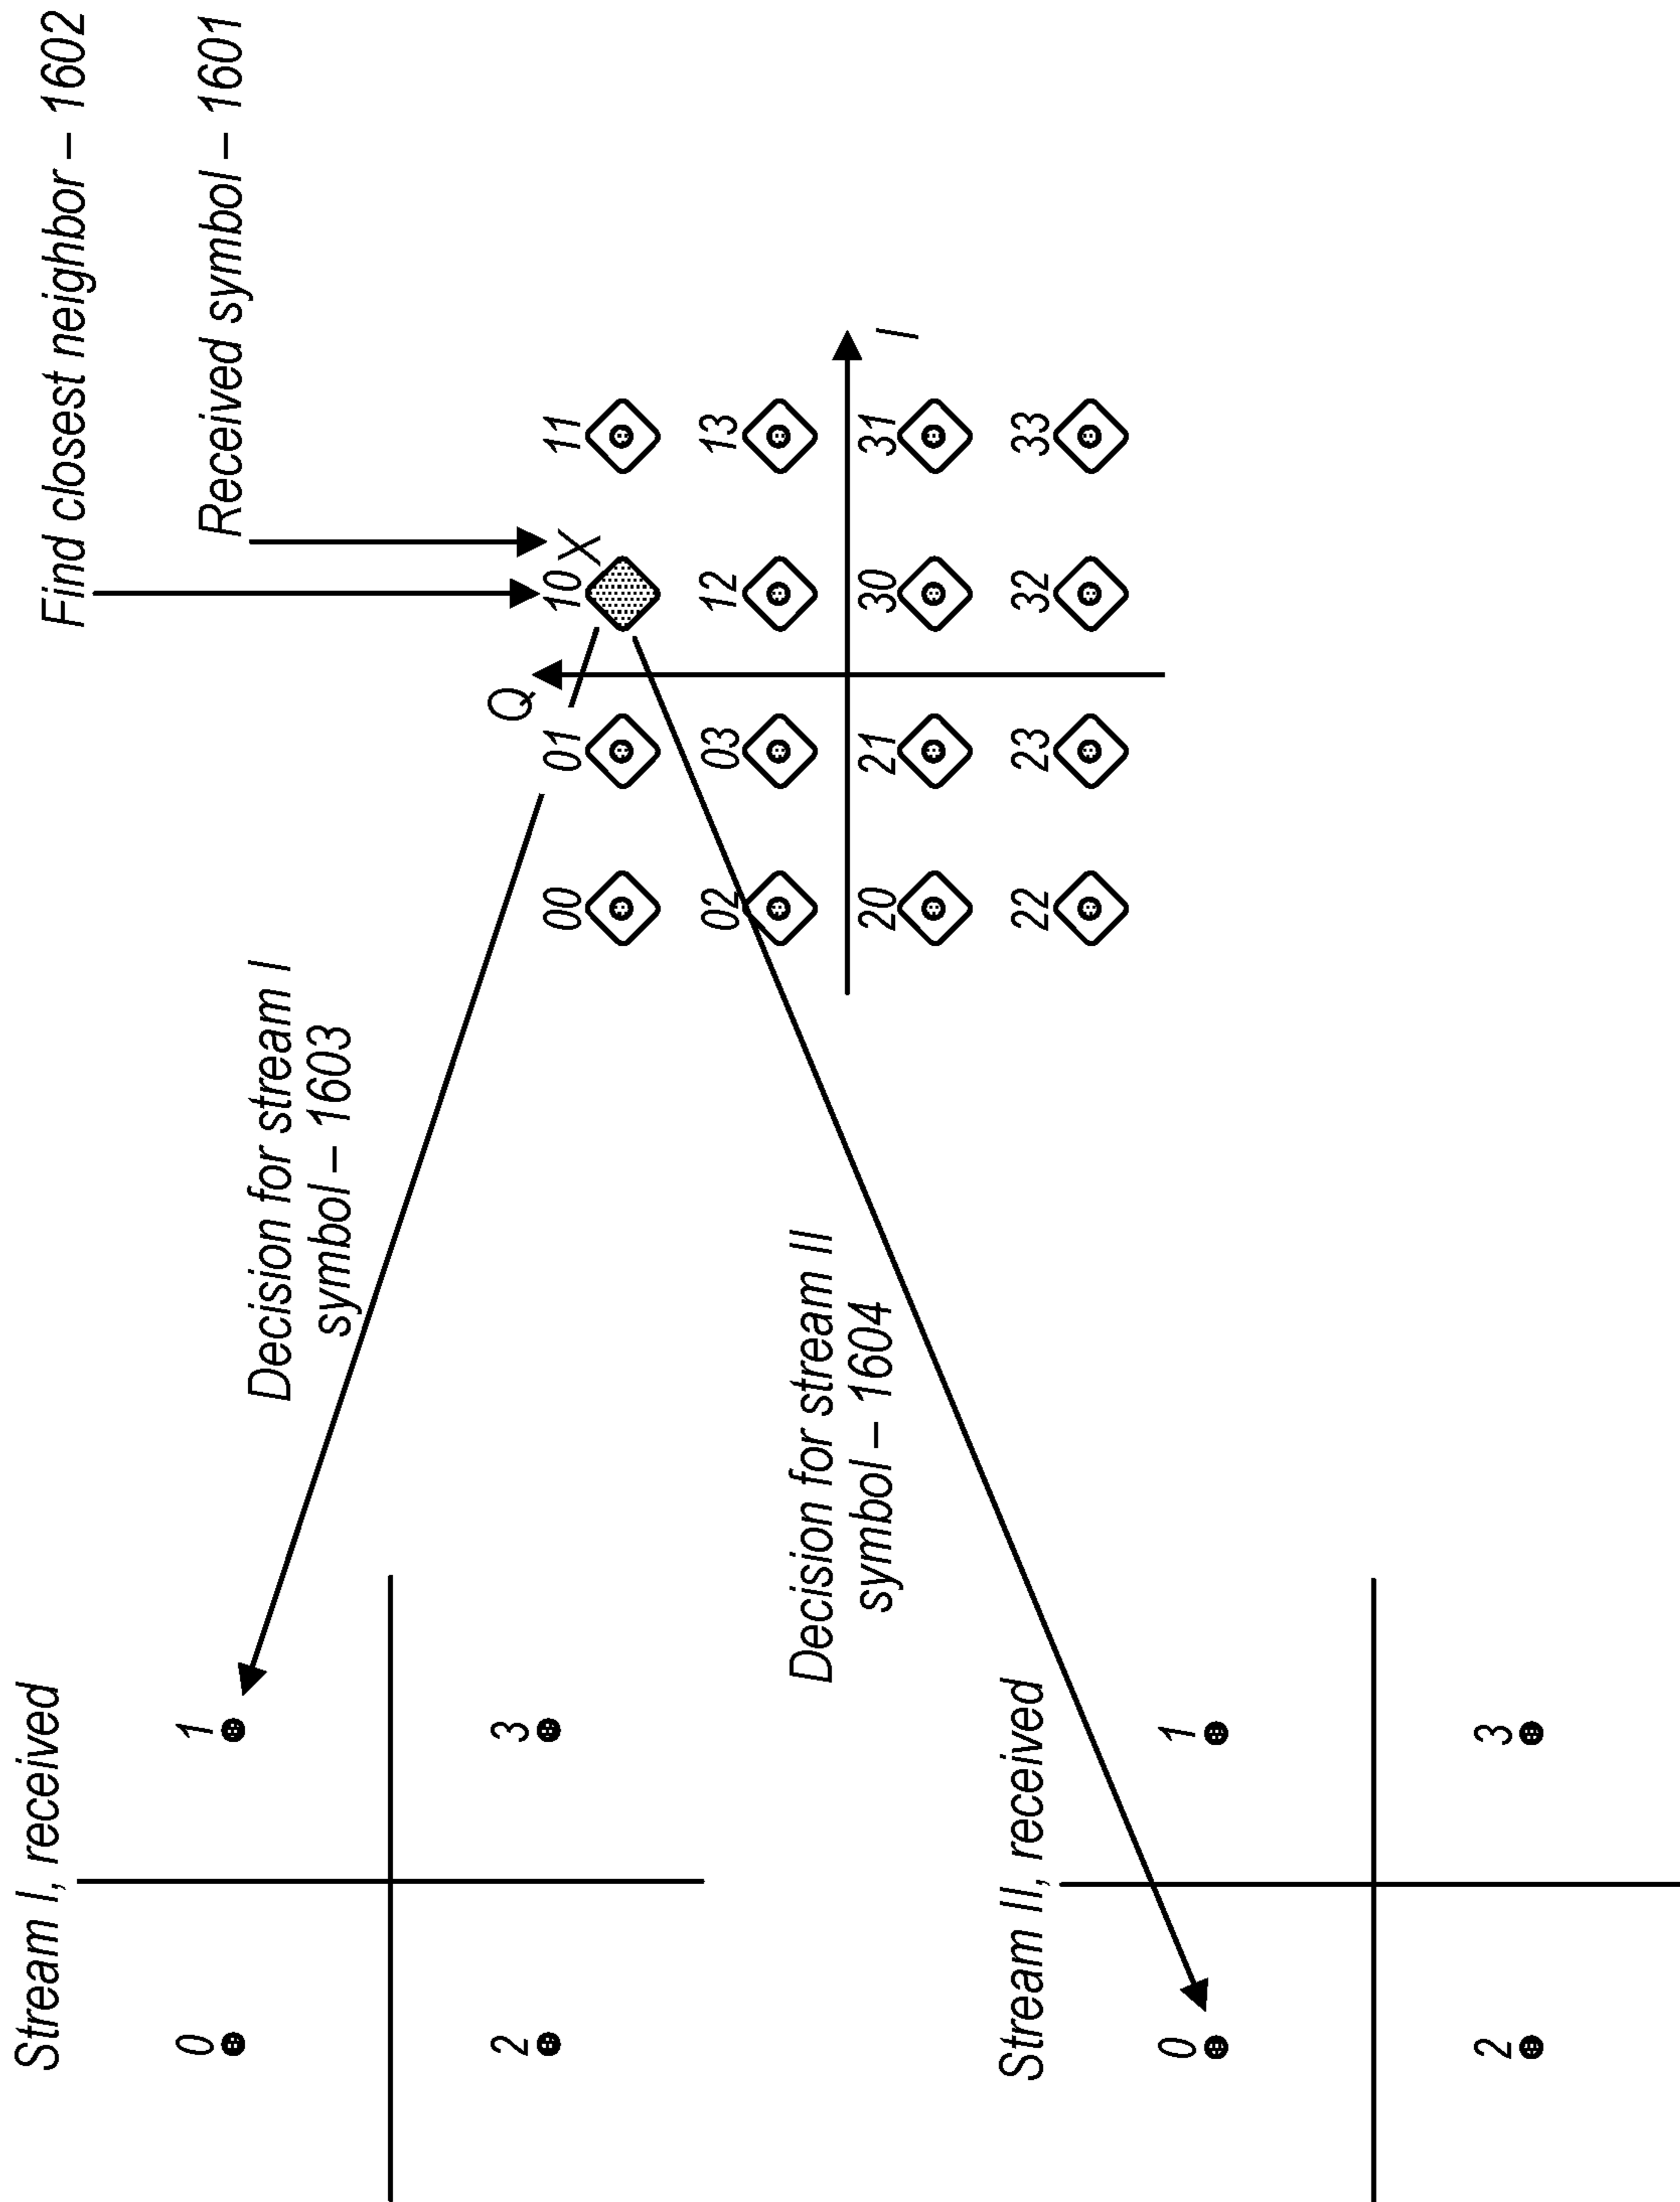 Stream I, received
0 1
2 3
Find closest neighbor – 1602
Received symbol – 1601
Decision for stream I
symbol – 1603
Q
00 01 10 X 11
02 03 12 13
I
20 21 30 31
22 23 32 33
Decision for stream II
symbol – 1604
Stream II, received
0 1
2 3